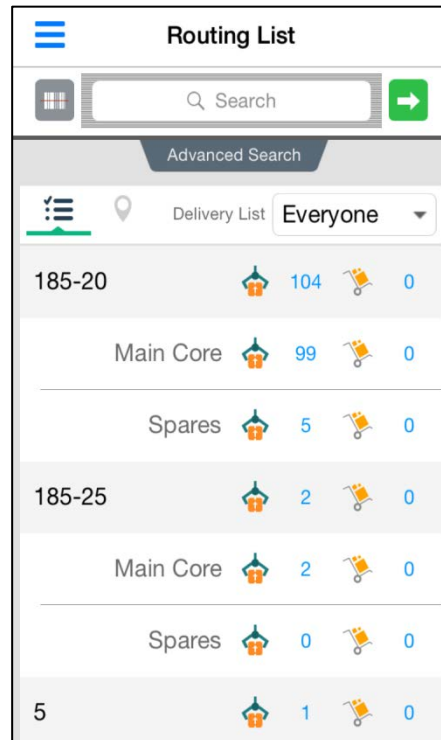 Routing List
Search
Advanced Search
Delivery List Everyone
185-20 104 0
Main Core 99 0
Spares 5 0
185-25 2 0
Main Core 2 0
Spares 0 0
5 1 0